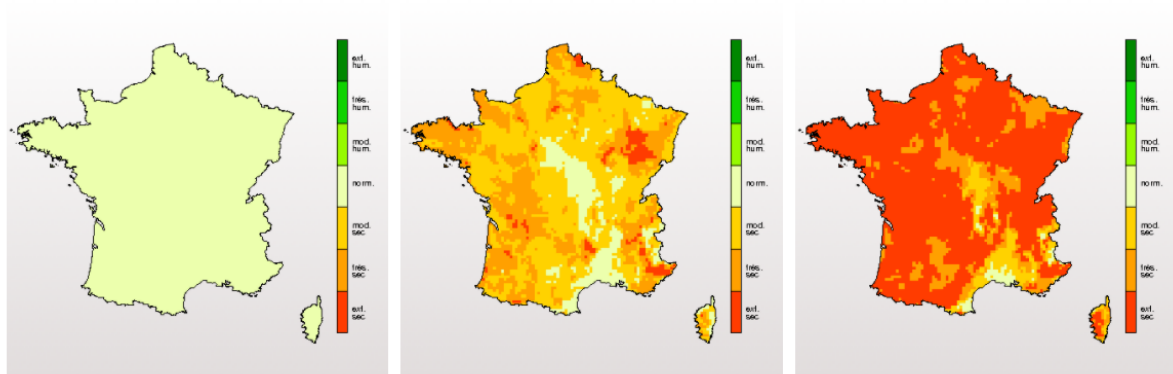 ext.
hum.
très.
hum.
mod.
hum.
norm.
mod.
sec
très.
sec
ext.
sec
ext.
hum.
très.
hum.
mod.
hum.
norm.
mod.
sec
très.
sec
ext.
sec
ext.
hum.
très.
hum.
mod.
hum.
norm.
mod.
sec
très.
sec
ext.
sec